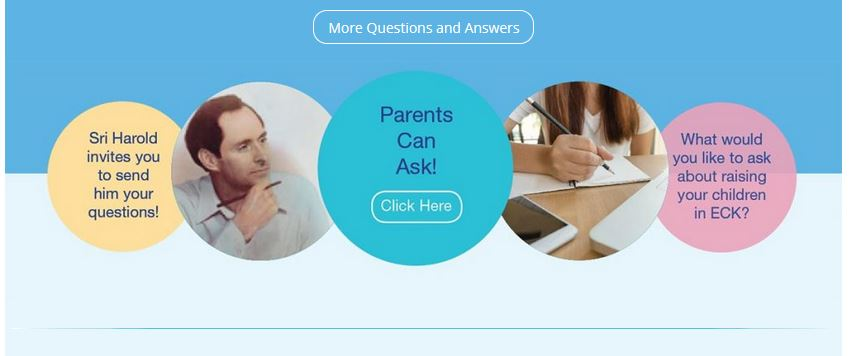 More Questions and Answers
Sri Harold
invites you
to send
him your
questions!
Parents
Can
Ask!
Click Here
What would
you like to ask
about raising
your children
in ECK?